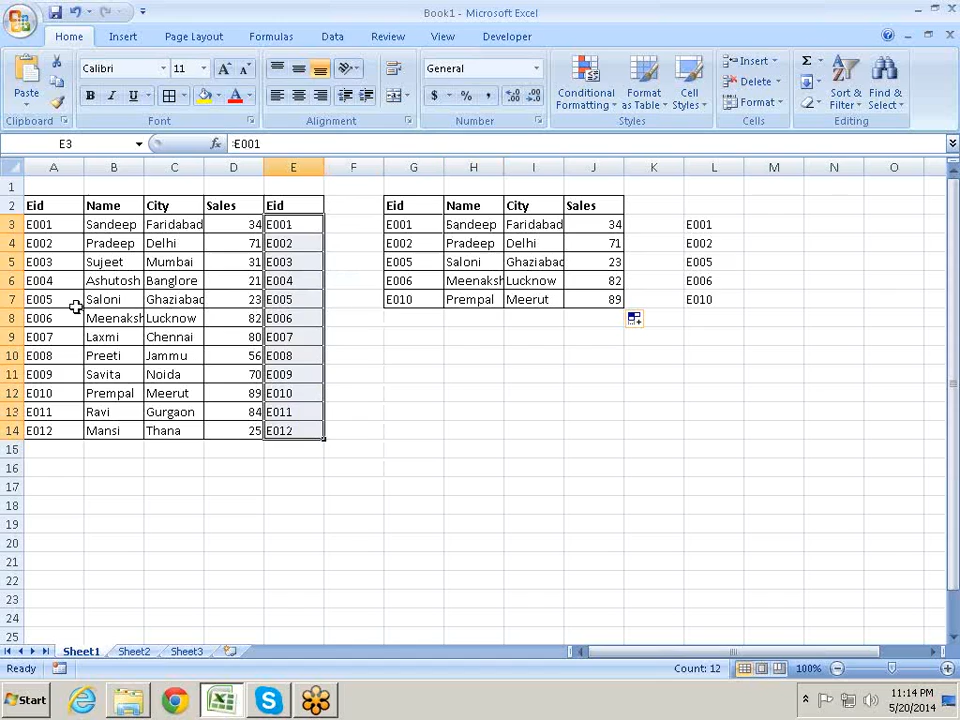 Book1 - Microsoft Excel
Home Insert Page Layout Formulas Data Review View Developer
Paste Calibri 11 A A General Conditional Formatting Format as Table Cell Styles Insert Delete Format Σ Sort & Filter Find & Select
B I U A $ % ,
Clipboard Font Alignment Number Styles Cells Editing
E3 fx :E001
A B C D E F G H I J K L M N O
1
2 Eid Name City Sales Eid Eid Name City Sales
3 E001 Sandeep Faridabad 34 E001 E001 Sandeep Faridabad 34 E001
4 E002 Pradeep Delhi 71 E002 E002 Pradeep Delhi 71 E002
5 E003 Sujeet Mumbai 31 E003 E005 Saloni Ghaziabad 23 E005
6 E004 Ashutosh Banglore 21 E004 E006 Meenaksh Lucknow 82 E006
7 E005 Saloni Ghaziabad 23 E005 E010 Prempal Meerut 89 E010
8 E006 Meenaksh Lucknow 82 E006
9 E007 Laxmi Chennai 80 E007
10 E008 Preeti Jammu 56 E008
11 E009 Savita Noida 70 E009
12 E010 Prempal Meerut 89 E010
13 E011 Ravi Gurgaon 84 E011
14 E012 Mansi Thana 25 E012
15
16
17
18
19
20
21
22
23
24
25
Sheet1 Sheet2 Sheet3
Ready Count: 12 100%
Start 11:14 PM
5/20/2014